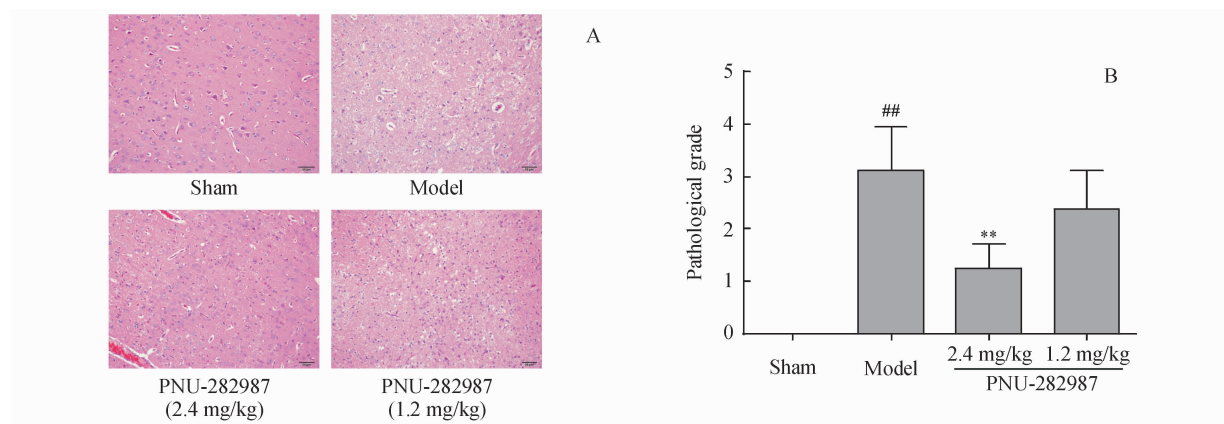 A
Sham
Model
PNU-282987
(2.4 mg/kg)
PNU-282987
(1.2 mg/kg)
B
Pathological grade
5
4
3
2
1
0
##
**
Sham
Model
2.4 mg/kg
1.2 mg/kg
PNU-282987